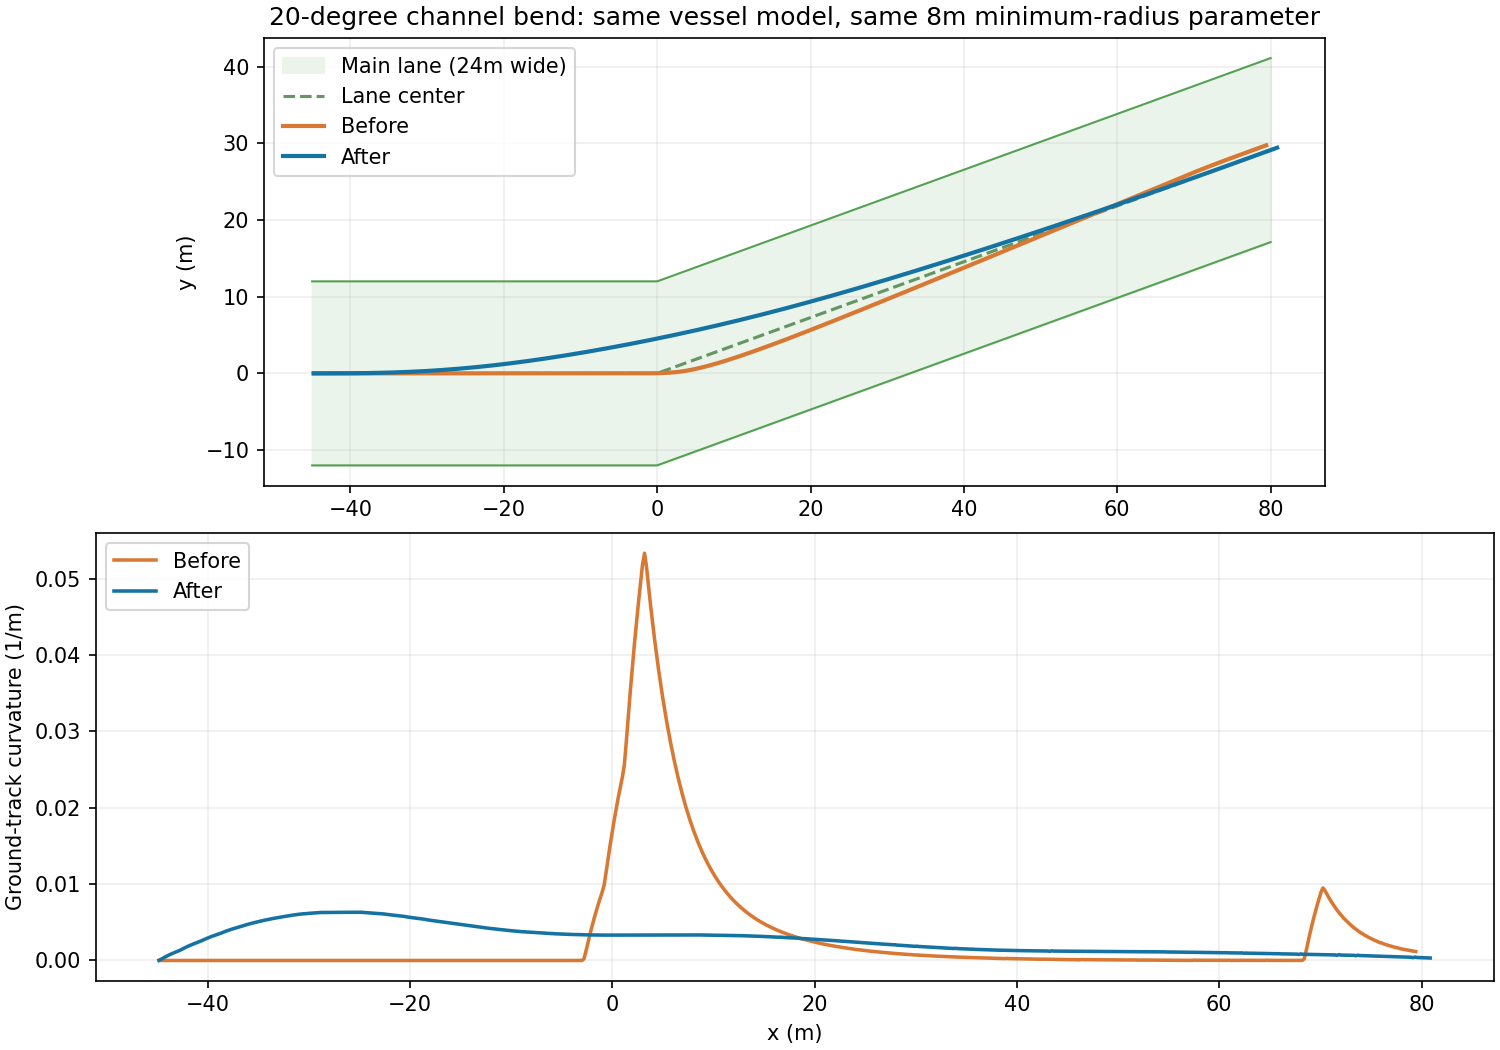 20-degree channel bend: same vessel model, same 8m minimum-radius parameter
Main lane (24m wide)
Lane center
Before
After
y (m)
40
30
20
10
0
−10
−40
−20
0
20
40
60
80
Before
After
Ground-track curvature (1/m)
0.05
0.04
0.03
0.02
0.01
0.00
−40
−20
0
20
40
60
80
x (m)